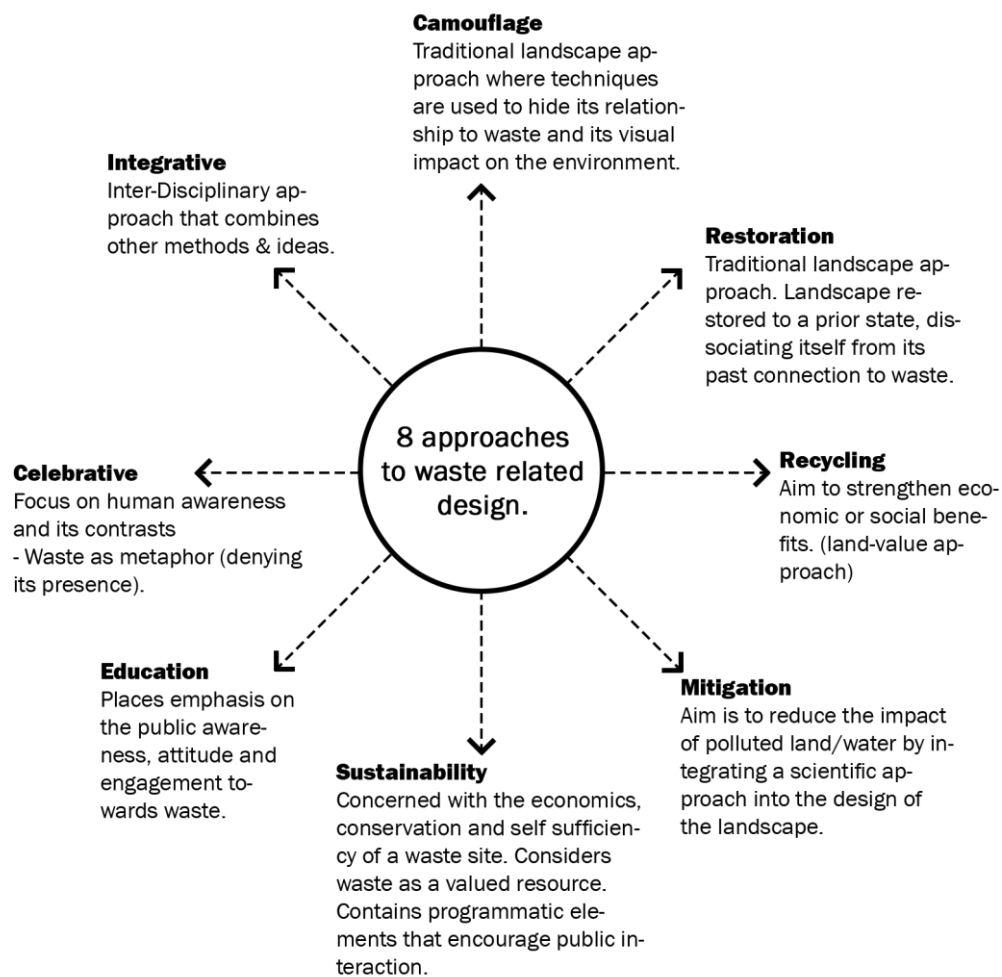 Camouflage
Traditional landscape ap-
proach where techniques
are used to hide its relation-
ship to waste and its visual
impact on the environment.
Integrative
Inter-Disciplinary ap-
proach that combines
other methods & ideas.
Restoration
Traditional landscape ap-
proach. Landscape re-
stored to a prior state, dis-
sociating itself from its
past connection to waste.
8 approaches
to waste related
design.
Celebrative
Focus on human awareness
and its contrasts
- Waste as metaphor (denying
its presence).
Recycling
Aim to strengthen eco-
nomic or social bene-
fits. (land-value ap-
proach)
Education
Places emphasis on
the public aware-
ness, attitude and
engagement to-
wards waste.
Mitigation
Aim is to reduce the impact
of polluted land/water by in-
tegrating a scientific ap-
proach into the design of
the landscape.
Sustainability
Concerned with the economics,
conservation and self sufficien-
cy of a waste site. Considers
waste as a valued resource.
Contains programmatic ele-
ments that encourage public in-
teraction.